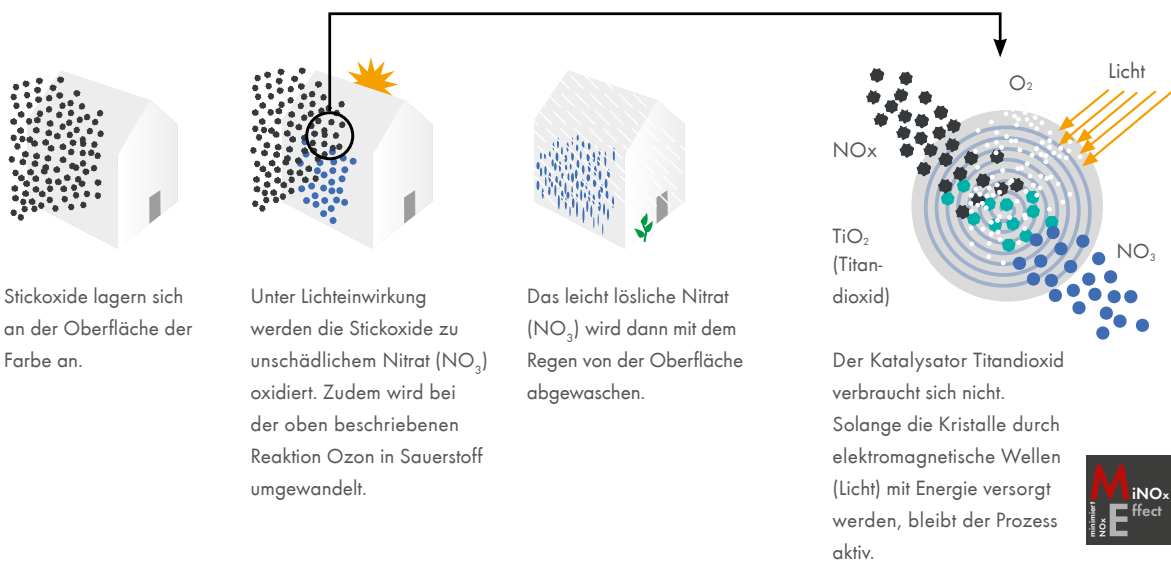 Stickoxide lagern sich
an der Oberfläche der
Farbe an.
Unter Lichteinwirkung
werden die Stickoxide zu
unschädlichem Nitrat (NO₃)
oxidiert. Zudem wird bei
der oben beschriebenen
Reaktion Ozon in Sauerstoff
umgewandelt.
Das leicht lösliche Nitrat
(NO₃) wird dann mit dem
Regen von der Oberfläche
abgewaschen.
O₂
Licht
NOx
TiO₂
(Titan-
dioxid)
NO₃
Der Katalysator Titandioxid
verbraucht sich nicht.
Solange die Kristalle durch
elektromagnetische Wellen
(Licht) mit Energie versorgt
werden, bleibt der Prozess
aktiv.
MiNOx
Effect
minimiert
NOx